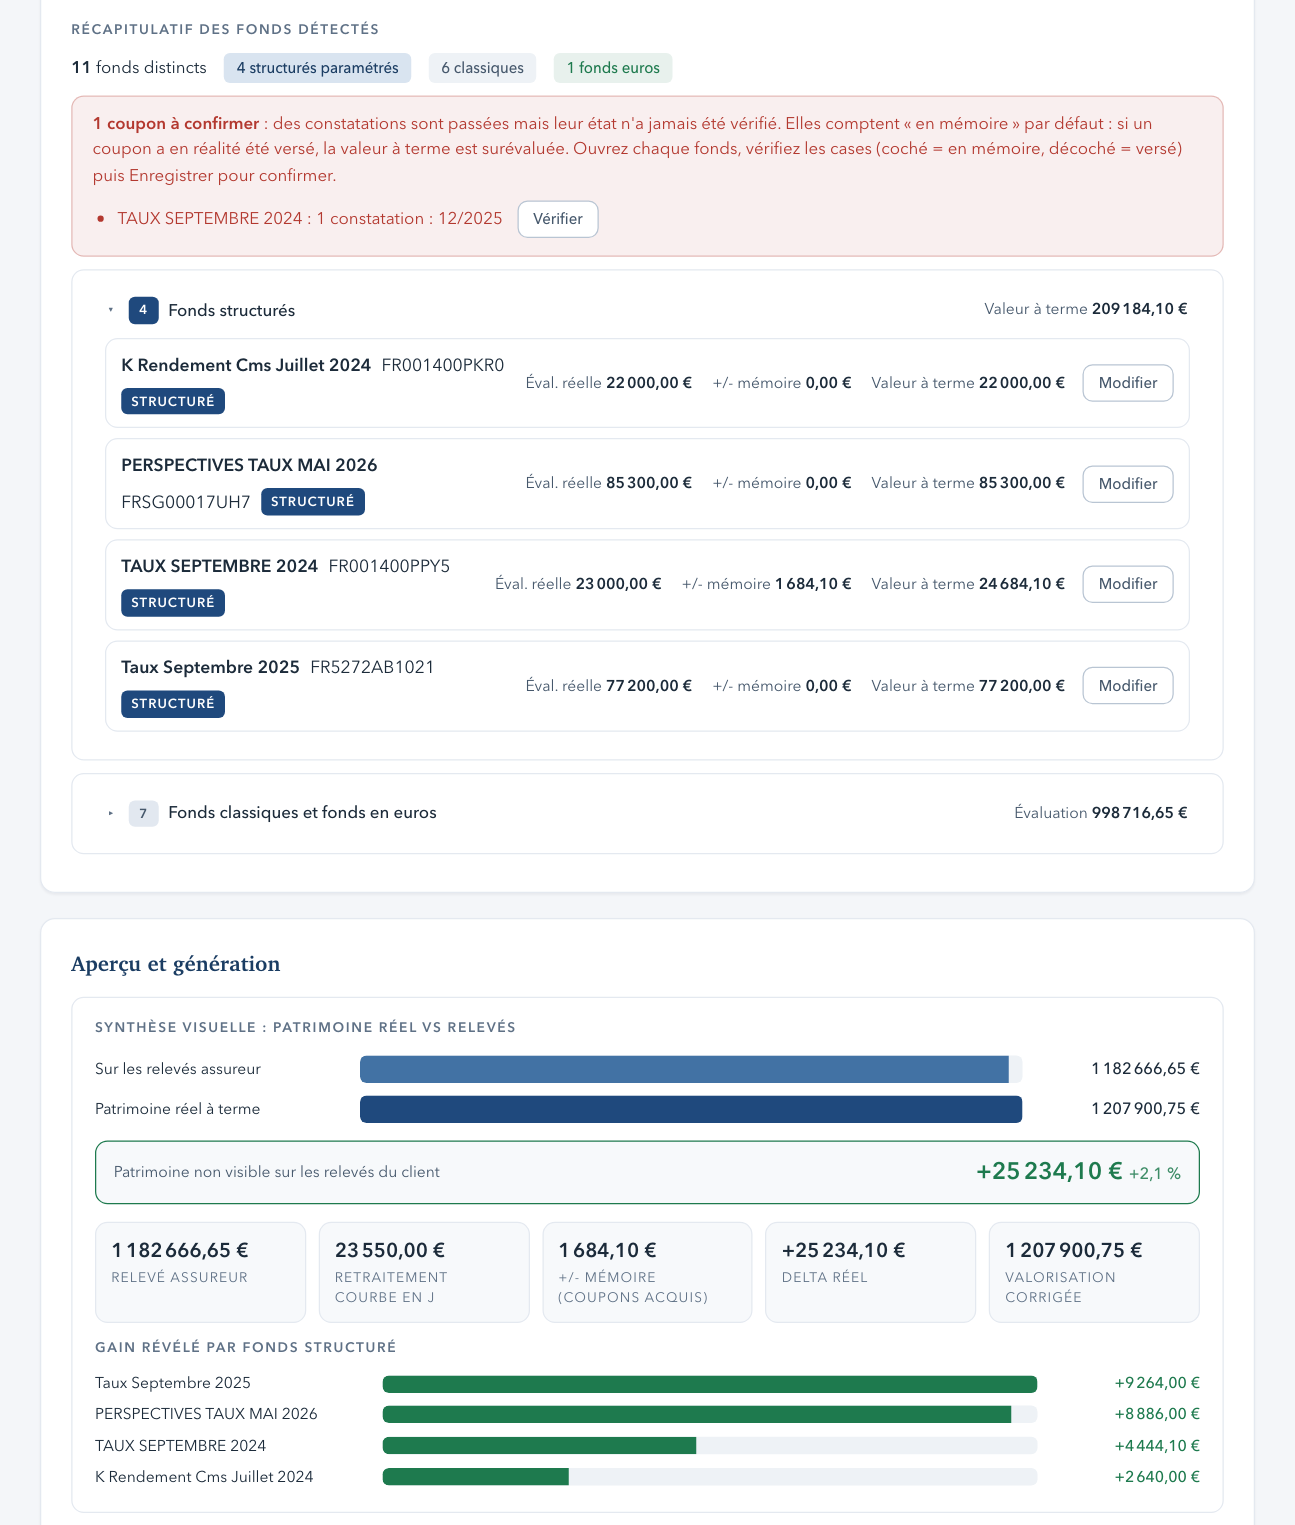 RÉCAPITULATIF DES FONDS DÉTECTÉS
11 fonds distincts 4 structurés paramétrés 6 classiques 1 fonds euros
1 coupon à confirmer : des constatations sont passées mais leur état n'a jamais été vérifié. Elles comptent « en mémoire » par défaut : si un
coupon a en réalité été versé, la valeur à terme est surévaluée. Ouvrez chaque fonds, vérifiez les cases (coché = en mémoire, décoché = versé)
puis Enregistrer pour confirmer.
• TAUX SEPTEMBRE 2024 : 1 constatation : 12/2025 Vérifier
4 Fonds structurés Valeur à terme 209 184,10 €
K Rendement Cms Juillet 2024 FR001400PKR0
STRUCTURÉ
Éval. réelle 22 000,00 € +/- mémoire 0,00 € Valeur à terme 22 000,00 € Modifier
PERSPECTIVES TAUX MAI 2026
FRSG00017UH7 STRUCTURÉ
Éval. réelle 85 300,00 € +/- mémoire 0,00 € Valeur à terme 85 300,00 € Modifier
TAUX SEPTEMBRE 2024 FR001400PPY5
STRUCTURÉ
Éval. réelle 23 000,00 € +/- mémoire 1 684,10 € Valeur à terme 24 684,10 € Modifier
Taux Septembre 2025 FR5272AB1021
STRUCTURÉ
Éval. réelle 77 200,00 € +/- mémoire 0,00 € Valeur à terme 77 200,00 € Modifier
7 Fonds classiques et fonds en euros Évaluation 998 716,65 €
Aperçu et génération
SYNTHÈSE VISUELLE : PATRIMOINE RÉEL VS RELEVÉS
Sur les relevés assureur 1 182 666,65 €
Patrimoine réel à terme 1 207 900,75 €
Patrimoine non visible sur les relevés du client +25 234,10 € +2,1 %
1 182 666,65 €
RELEVÉ ASSUREUR
23 550,00 €
RETRAITEMENT
COURBE EN J
1 684,10 €
+/- MÉMOIRE
(COUPONS ACQUIS)
+25 234,10 €
DELTA RÉEL
1 207 900,75 €
VALORISATION
CORRIGÉE
GAIN RÉVÉLÉ PAR FONDS STRUCTURÉ
Taux Septembre 2025 +9 264,00 €
PERSPECTIVES TAUX MAI 2026 +8 886,00 €
TAUX SEPTEMBRE 2024 +4 444,10 €
K Rendement Cms Juillet 2024 +2 640,00 €